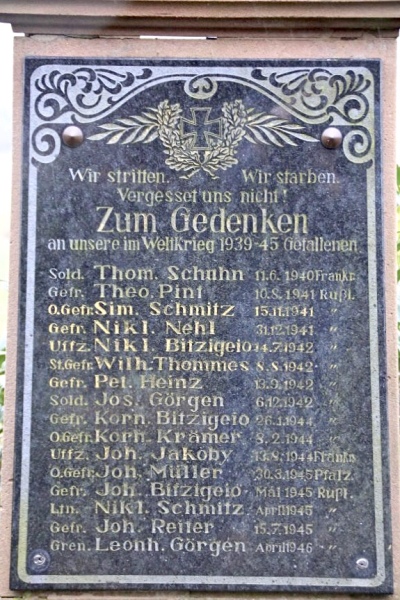 Wir stritten. Wir starben.
Vergesset uns nicht!
Zum Gedenken
an unsere im Weltkrieg 1939-45 Gefallenen
Sold. Thom. Schuhn 11.6.1940 Frankr.
Gefr. Theo. Pint 10.8.1941 Rußl.
O.Gefr. Sim. Schmitz 15.11.1941 "
Gefr. Nikl. Nehl 31.12.1941 "
Uffz. Nikl. Bitzigeio 14.7.1942 "
St.Gefr. Wilh. Thommes 8.8.1942 "
Gefr. Pet. Heinz 13.9.1942 "
Sold. Jos. Görgen 6.12.1942 "
Gefr. Korn. Bitzigeio 26.1.1944 "
O.Gefr. Korn. Krämer 8.2.1944 "
Uffz. Joh. Jakoby 13.8.1944 Frankr.
O.Gefr. Joh. Müller 30.3.1945 Pfalz.
Gefr. Joh. Bitzigeio Mai 1945 Rußl.
Ltn. Nikl. Schmitz April 1945 "
Gefr. Joh. Reiter 15.7.1945 "
Gren. Leonh. Görgen April 1946 "